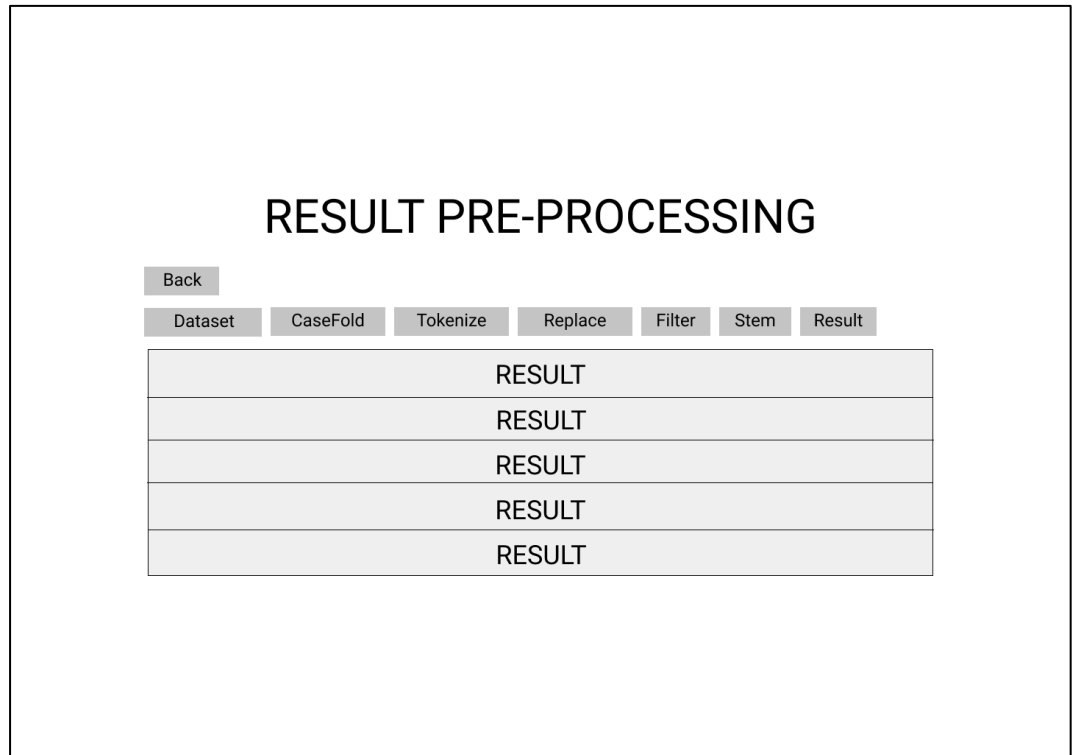 RESULT PRE-PROCESSING
Back
Dataset CaseFold Tokenize Replace Filter Stem Result
RESULT
RESULT
RESULT
RESULT
RESULT